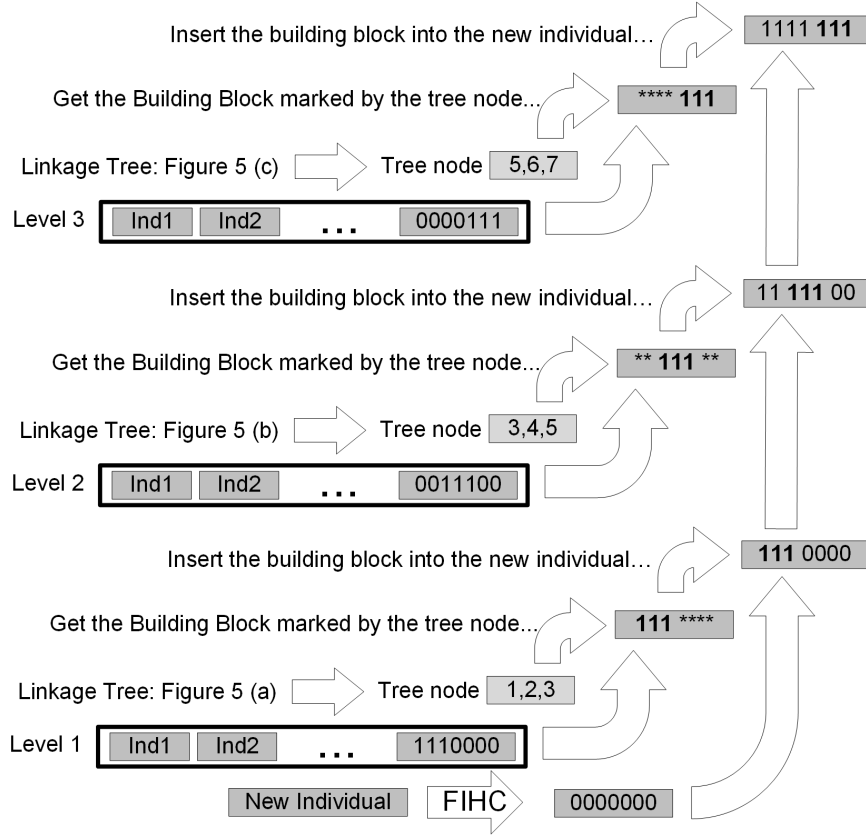 Insert the building block into the new individual… 1111 111
Get the Building Block marked by the tree node... **** 111
Linkage Tree: Figure 5 (c) Tree node 5,6,7
Level 3 Ind1 Ind2 ... 0000111
Insert the building block into the new individual… 11 111 00
Get the Building Block marked by the tree node... ** 111 **
Linkage Tree: Figure 5 (b) Tree node 3,4,5
Level 2 Ind1 Ind2 ... 0011100
Insert the building block into the new individual… 111 0000
Get the Building Block marked by the tree node... 111 ****
Linkage Tree: Figure 5 (a) Tree node 1,2,3
Level 1 Ind1 Ind2 ... 1110000
New Individual FIHC 0000000